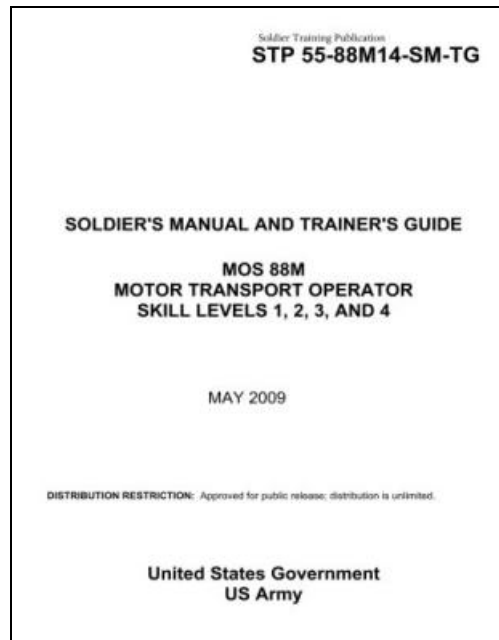 Soldier Training Publication
STP 55-88M14-SM-TG
SOLDIER'S MANUAL AND TRAINER'S GUIDE
MOS 88M
MOTOR TRANSPORT OPERATOR
SKILL LEVELS 1, 2, 3, AND 4
MAY 2009
DISTRIBUTION RESTRICTION: Approved for public release; distribution is unlimited.
United States Government
US Army